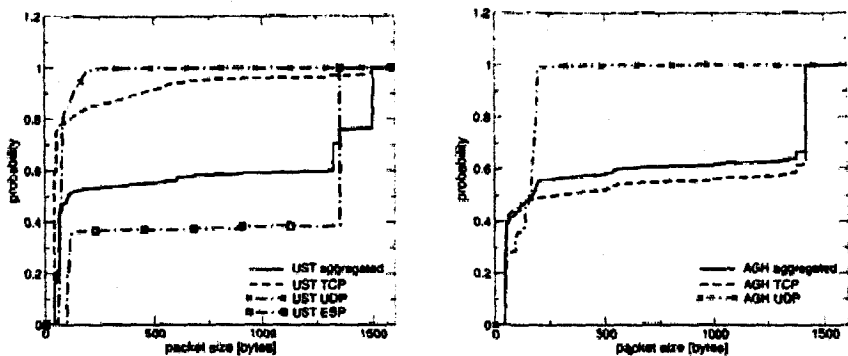 1.2
1
0.8
0.6
0.4
0.2
0
probability
0
500
1000
1500
packet size [bytes]
UST aggregated
UST TCP
UST UDP
UST ESP
1.2
1
0.8
0.6
0.4
0.2
0
probability
0
500
1000
1500
packet size [bytes]
AGH aggregated
AGH TCP
AGH UDP